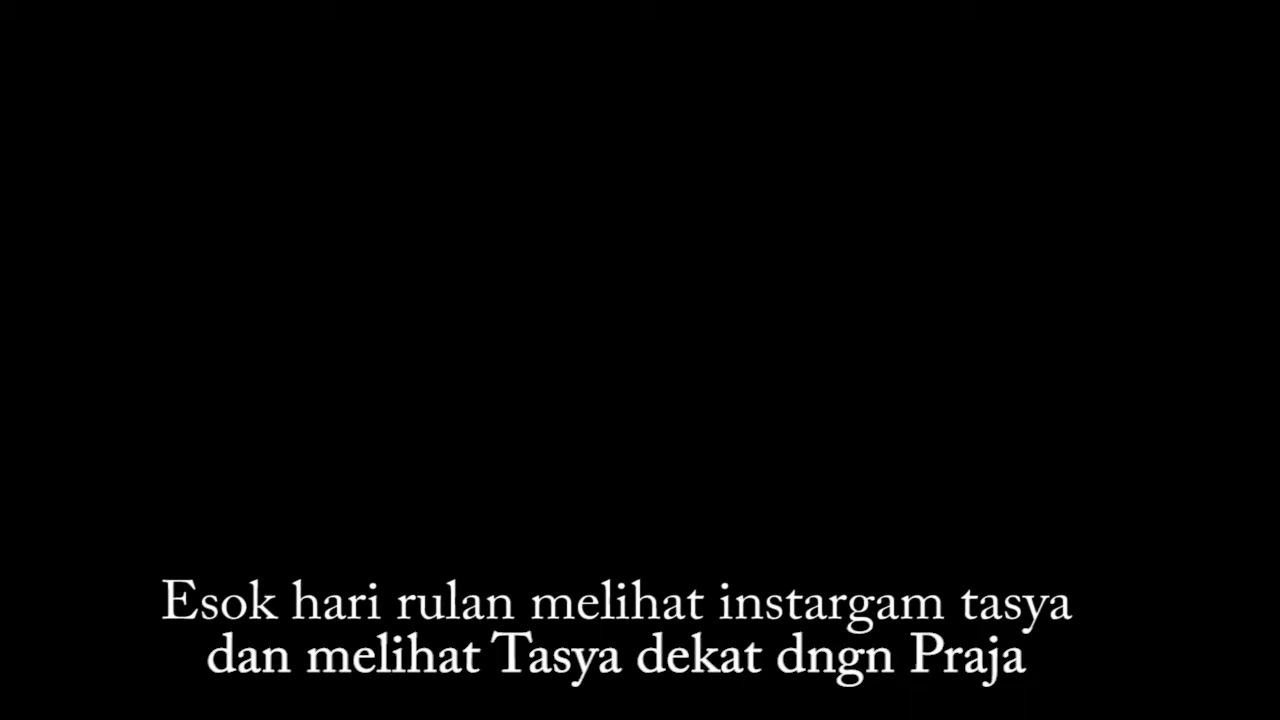 Esok hari rulan melihat instargam tasya
dan melihat Tasya dekat dngn Praja